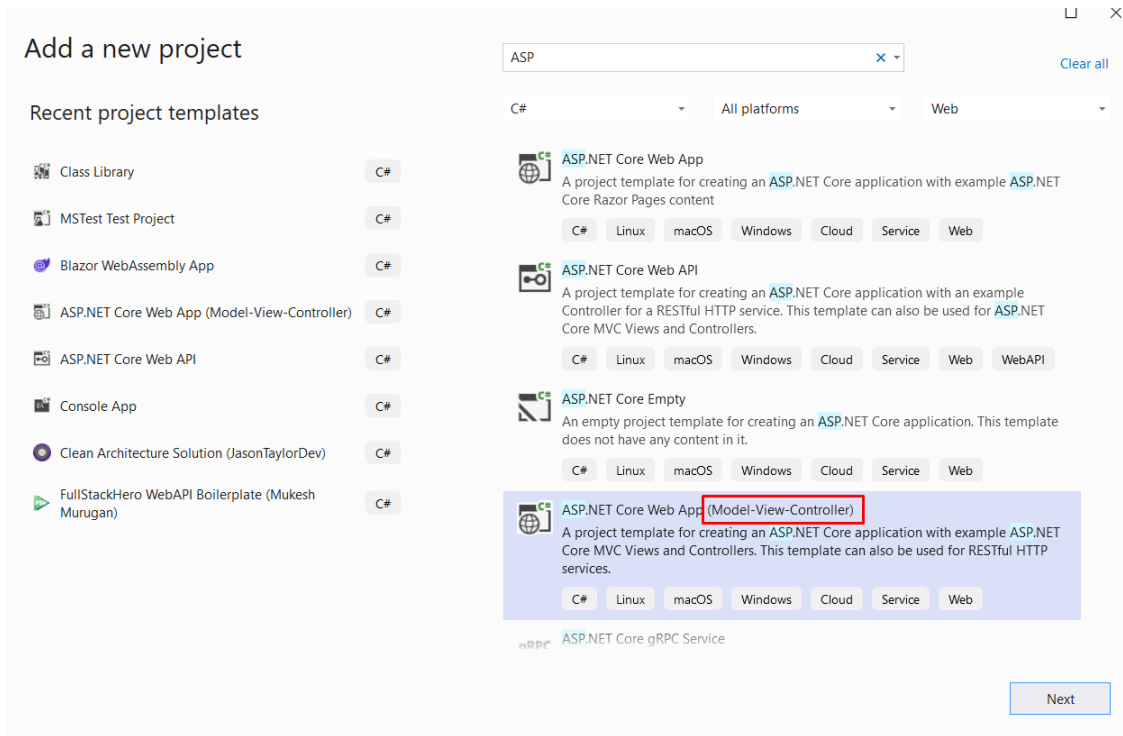 Add a new project
Recent project templates
Class Library
C#
MSTest Test Project
C#
Blazor WebAssembly App
C#
ASP.NET Core Web App (Model-View-Controller)
C#
ASP.NET Core Web API
C#
Console App
C#
Clean Architecture Solution (JasonTaylorDev)
C#
FullStackHero WebAPI Boilerplate (Mukesh
Murugan)
C#
ASP
Clear all
C#
All platforms
Web
ASP.NET Core Web App
A project template for creating an ASP.NET Core application with example ASP.NET
Core Razor Pages content
C# Linux macOS Windows Cloud Service Web
ASP.NET Core Web API
A project template for creating an ASP.NET Core application with an example
Controller for a RESTful HTTP service. This template can also be used for ASP.NET
Core MVC Views and Controllers.
C# Linux macOS Windows Cloud Service Web WebAPI
ASP.NET Core Empty
An empty project template for creating an ASP.NET Core application. This template
does not have any content in it.
C# Linux macOS Windows Cloud Service Web
ASP.NET Core Web App (Model-View-Controller)
A project template for creating an ASP.NET Core application with example ASP.NET
Core MVC Views and Controllers. This template can also be used for RESTful HTTP
services.
C# Linux macOS Windows Cloud Service Web
gRPC
ASP.NET Core gRPC Service
Next